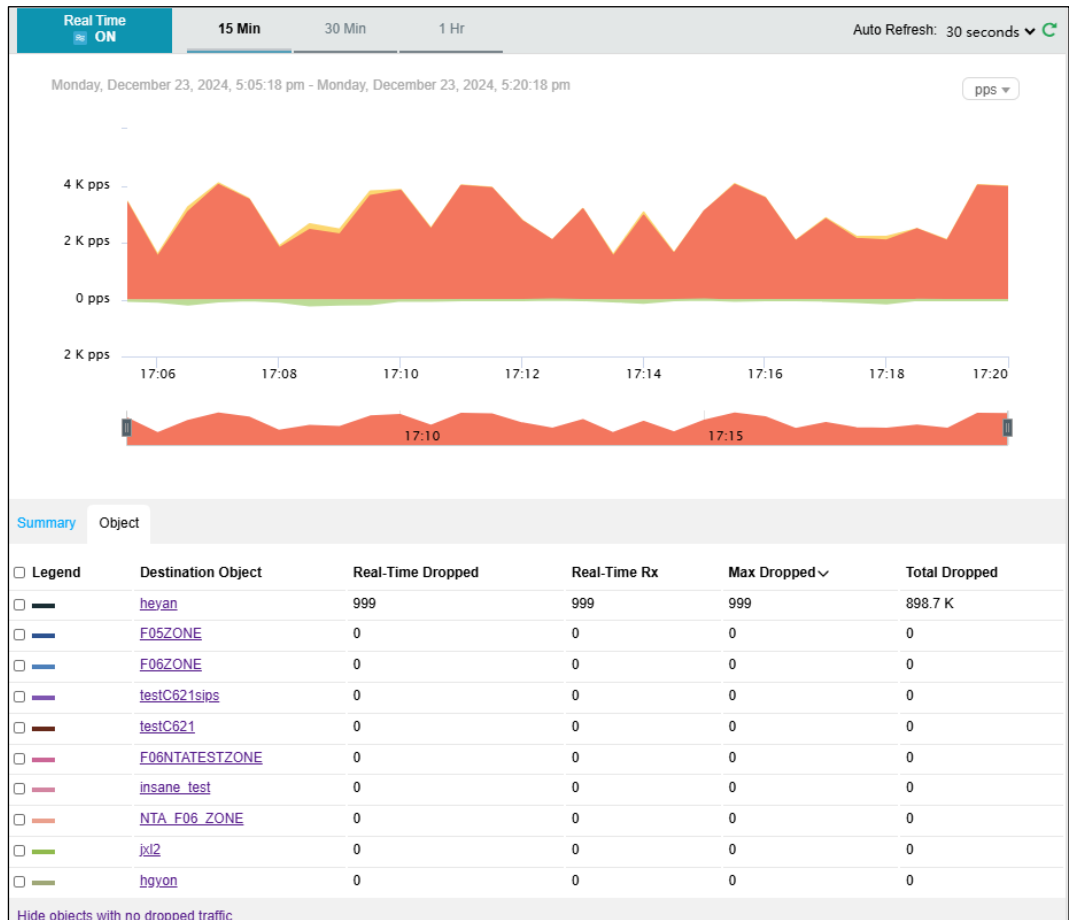 Real Time
ON
15 Min
30 Min
1 Hr
Auto Refresh: 30 seconds
Monday, December 23, 2024, 5:05:18 pm - Monday, December 23, 2024, 5:20:18 pm
pps
4 K pps
2 K pps
0 pps
2 K pps
17:06 17:08 17:10 17:12 17:14 17:16 17:18 17:20
17:10 17:15
Summary Object
Legend Destination Object Real-Time Dropped Real-Time Rx Max Dropped Total Dropped
heyan 999 999 999 898.7 K
F05ZONE 0 0 0 0
F06ZONE 0 0 0 0
testC621sips 0 0 0 0
testC621 0 0 0 0
F06NTATESTZONE 0 0 0 0
insane_test 0 0 0 0
NTA_F06_ZONE 0 0 0 0
jxl2 0 0 0 0
hgyon 0 0 0 0
Hide objects with no dropped traffic